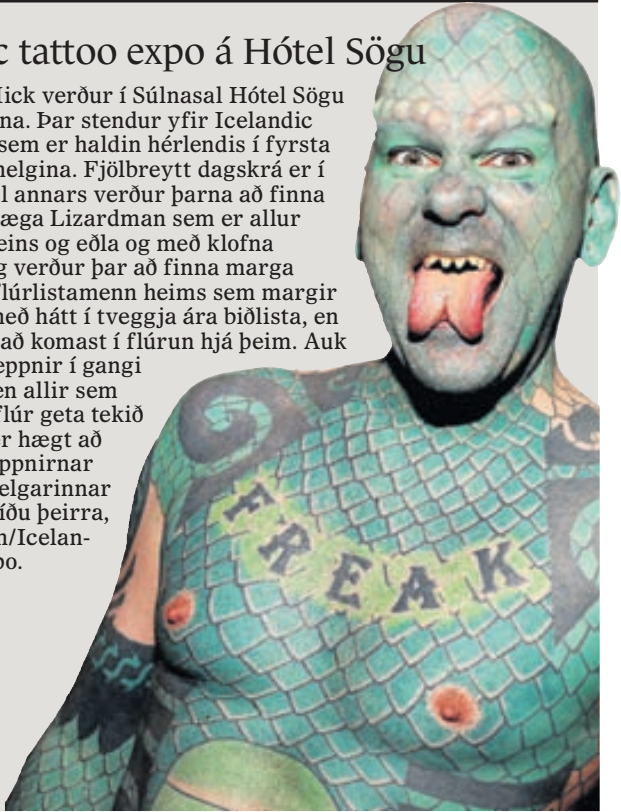 c tattoo expo á Hótel Sögu
Mick verður í Súlnasal Hótel Sögu
na. Þar stendur yfir Icelandic
sem er haldin hérlendis í fyrsta
helgina. Fjölbreytt dagskrá er í
l annars verður þarna að finna
æga Lizardman sem er allur
eins og eðla og með klofna
g verður þar að finna marga
flúrlistamenn heims sem margir
með hátt í tveggja ára biðlista, en
að komast í flúrun hjá þeim. Auk
eppnir í gangi
en allir sem
flúr geta tekið
r hægt að
ppnirnar
elgarinnar
íðu þeirra,
m/Icelan-
po.
FREAK